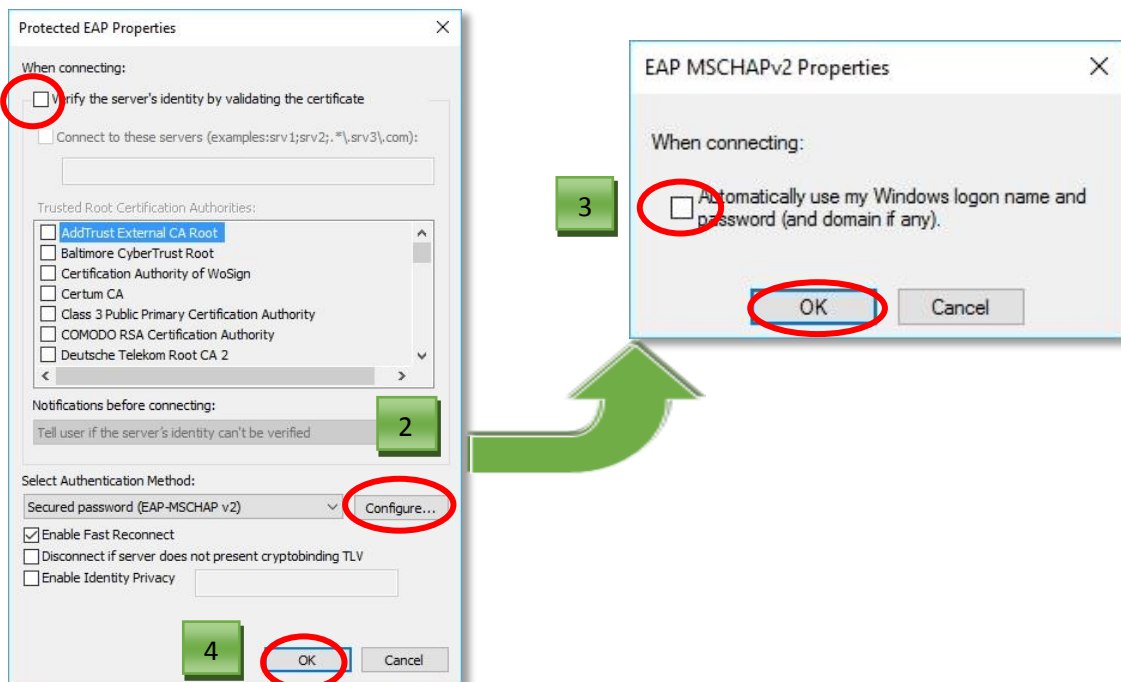 Protected EAP Properties
When connecting:
Verify the server's identity by validating the certificate
Connect to these servers (examples:srv1;srv2;.*\.srv3\.com):
Trusted Root Certification Authorities:
AddTrust External CA Root
Baltimore CyberTrust Root
Certification Authority of WoSign
Certum CA
Class 3 Public Primary Certification Authority
COMODO RSA Certification Authority
Deutsche Telekom Root CA 2
Notifications before connecting:
2
Tell user if the server's identity can't be verified
Select Authentication Method:
Secured password (EAP-MSCHAP v2)
Configure...
Enable Fast Reconnect
Disconnect if server does not present cryptobinding TLV
Enable Identity Privacy
4
OK
Cancel
EAP MSCHAPv2 Properties
When connecting:
3
Automatically use my Windows logon name and
password (and domain if any).
OK
Cancel